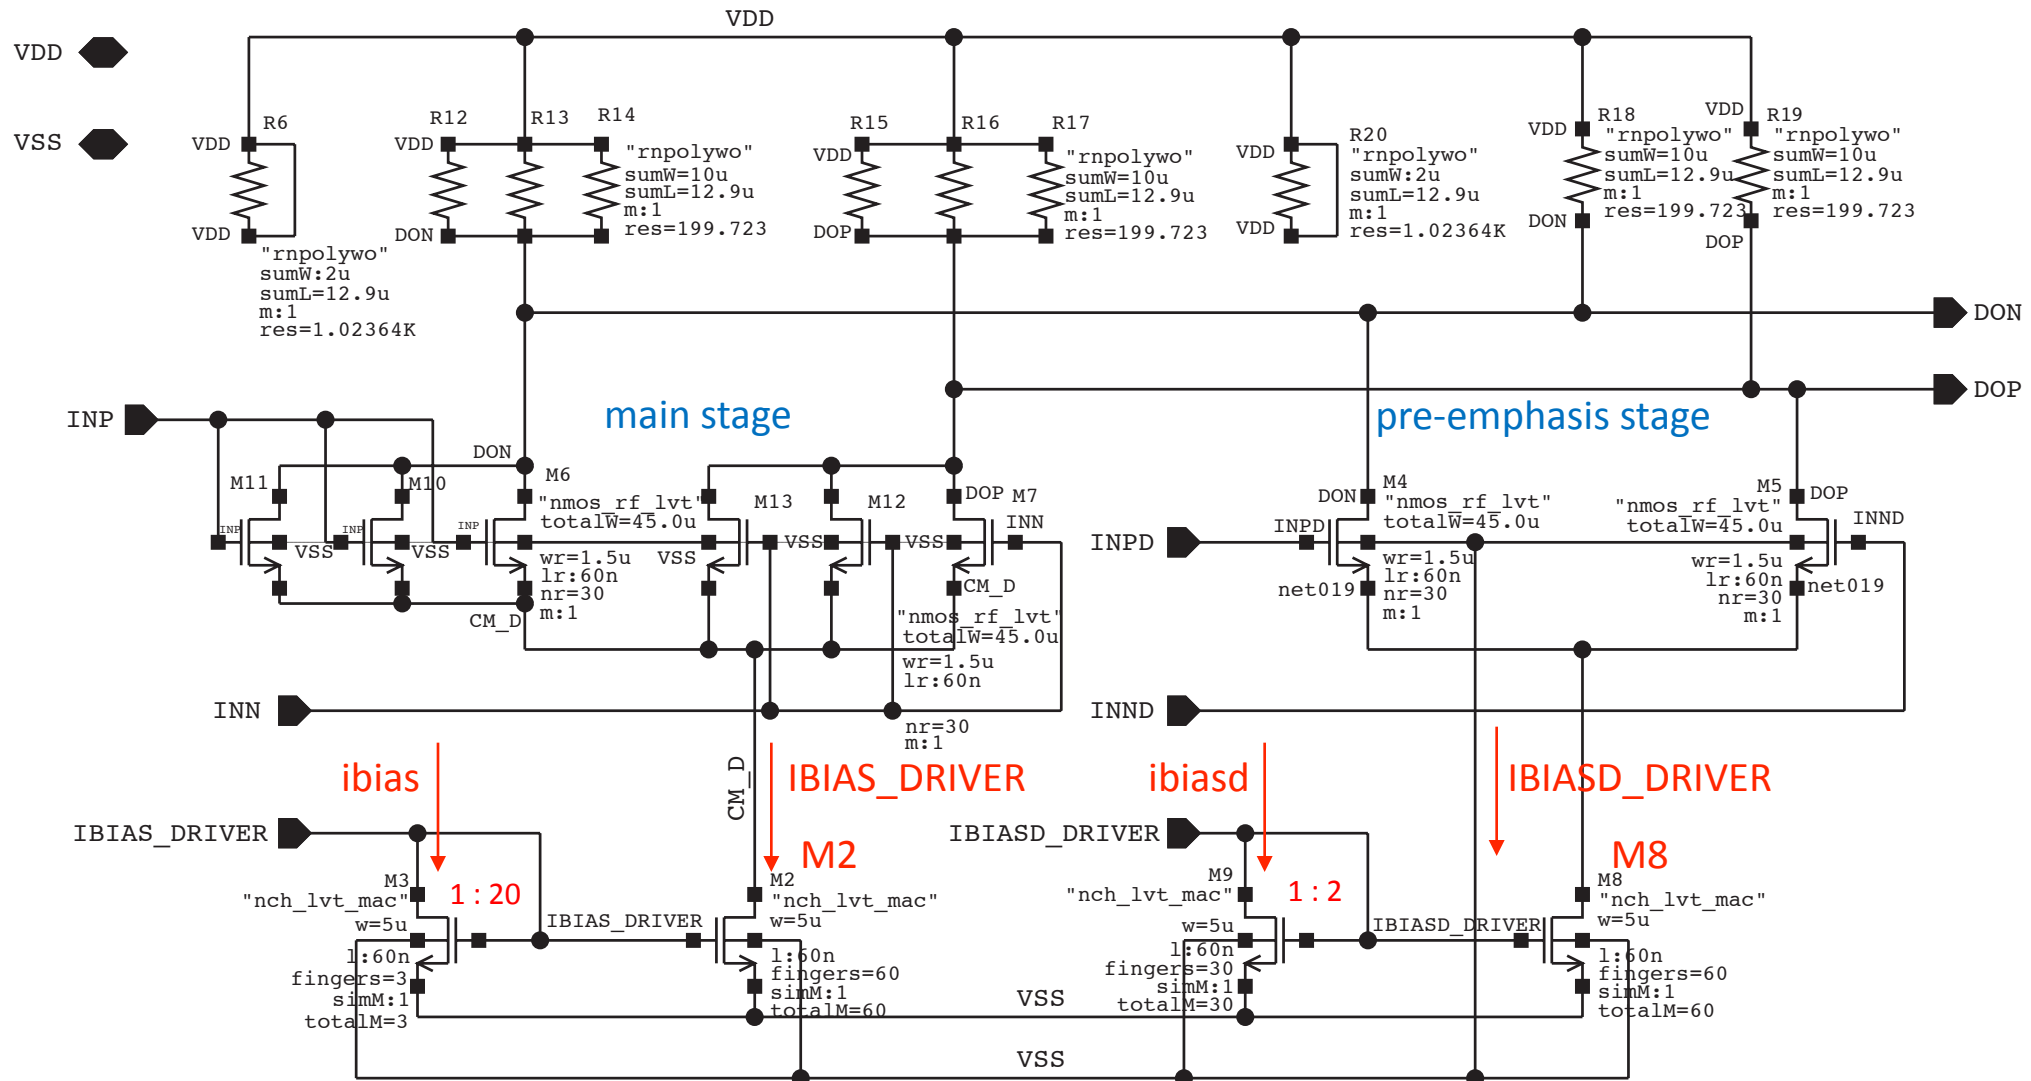 VDD
VDD
VSS
VDD
R6
VDD
"rnpolywo"
sumW:2u
sumL=12.9u
m:1
res=1.02364K
R12
R13
R14
VDD
DON
"rnpolywo"
sumW=10u
sumL=12.9u
m:1
res=199.723
R15
R16
R17
VDD
DOP
"rnpolywo"
sumW=10u
sumL=12.9u
m:1
res=199.723
VDD
VDD
R20
"rnpolywo"
sumW:2u
sumL=12.9u
m:1
res=1.02364K
VDD
DON
R18
"rnpolywo"
sumW=10u
sumL=12.9u
m:1
res=199.723
VDD
DOP
R19
"rnpolywo"
sumW=10u
sumL=12.9u
m:1
res=199.723
DON
DOP
INP
main stage
pre-emphasis stage
DON
M11
INP
VSS
M10
INP
VSS
M6
INP
"nmos_rf_lvt"
totalW=45.0u
wr=1.5u
lr:60n
nr=30
m:1
CM_D
M13
VSS
M12
VSS
VSS
DOP
M7
INN
CM_D
"nmos_rf_lvt"
totalW=45.0u
wr=1.5u
lr:60n
nr=30
m:1
INPD
INPD
DON
M4
"nmos_rf_lvt"
totalW=45.0u
wr=1.5u
lr:60n
nr=30
m:1
net019
M5
DOP
"nmos_rf_lvt"
totalW=45.0u
INND
wr=1.5u
lr:60n
nr=30
m:1
net019
INN
INND
ibias
CM_D
IBIAS_DRIVER
ibiasd
IBIASD_DRIVER
IBIAS_DRIVER
M2
IBIASD_DRIVER
M8
M3
"nch_lvt_mac"
1 : 20
w=5u
l:60n
fingers=3
simM:1
totalM=3
IBIAS_DRIVER
M2
"nch_lvt_mac"
w=5u
l:60n
fingers=60
simM:1
totalM=60
M9
"nch_lvt_mac"
1 : 2
w=5u
l:60n
fingers=30
simM:1
totalM=30
IBIASD_DRIVER
M8
"nch_lvt_mac"
w=5u
l:60n
fingers=60
simM:1
totalM=60
VSS
VSS